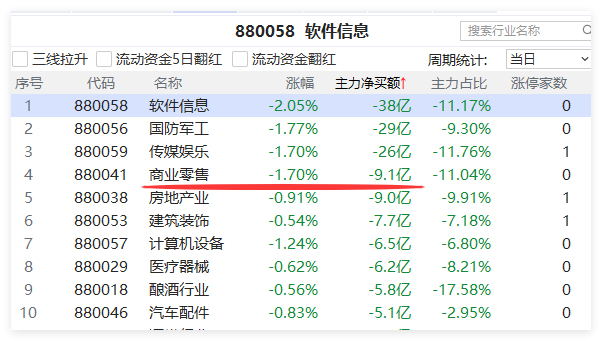 880058 软件信息
搜索行业名称
三线拉升 流动资金5日翻红 流动资金翻红 周期统计: 当日
序号 代码 名称 涨幅 主力净买额↑ 主力占比 涨停家数
1 880058 软件信息 -2.05% -38亿 -11.17% 0
2 880056 国防军工 -1.77% -29亿 -9.30% 0
3 880059 传媒娱乐 -1.70% -26亿 -11.76% 1
4 880041 商业零售 -1.70% -9.1亿 -11.04% 0
5 880038 房地产业 -0.91% -9.0亿 -9.91% 1
6 880053 建筑装饰 -0.54% -7.7亿 -7.18% 1
7 880057 计算机设备 -1.24% -6.5亿 -6.80% 0
8 880029 医疗器械 -0.62% -6.2亿 -8.21% 0
9 880018 酿酒行业 -0.56% -5.8亿 -17.58% 0
10 880046 汽车配件 -0.83% -5.1亿 -2.95% 0